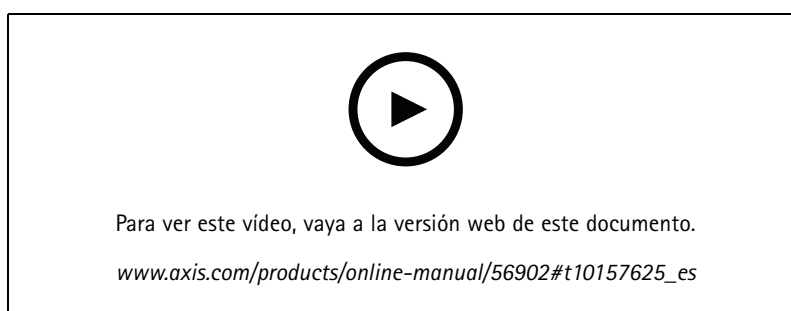 Para ver este vídeo, vaya a la versión web de este documento.
www.axis.com/products/online-manual/56902#t10157625_es